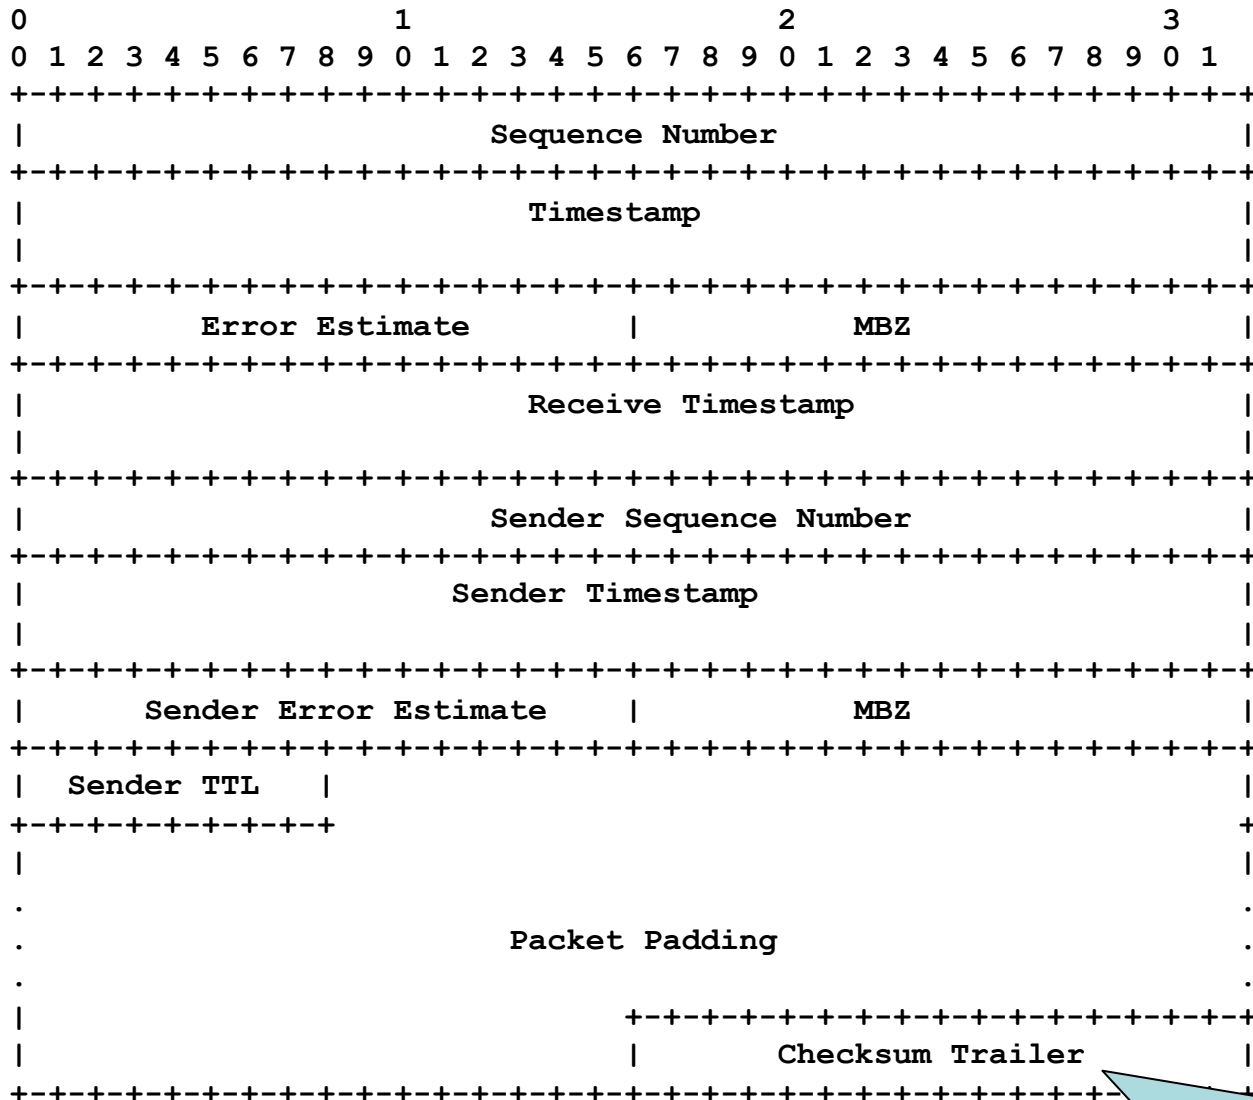 0                   1                   2                   3
0 1 2 3 4 5 6 7 8 9 0 1 2 3 4 5 6 7 8 9 0 1 2 3 4 5 6 7 8 9 0 1
+-+-+-+-+-+-+-+-+-+-+-+-+-+-+-+-+-+-+-+-+-+-+-+-+-+-+-+-+-+-+-+-+
|                        Sequence Number                        |
+-+-+-+-+-+-+-+-+-+-+-+-+-+-+-+-+-+-+-+-+-+-+-+-+-+-+-+-+-+-+-+-+
|                          Timestamp                            |
|                                                               |
+-+-+-+-+-+-+-+-+-+-+-+-+-+-+-+-+-+-+-+-+-+-+-+-+-+-+-+-+-+-+-+-+
|         Error Estimate        |           MBZ                 |
+-+-+-+-+-+-+-+-+-+-+-+-+-+-+-+-+-+-+-+-+-+-+-+-+-+-+-+-+-+-+-+-+
|                          Receive Timestamp                    |
|                                                               |
+-+-+-+-+-+-+-+-+-+-+-+-+-+-+-+-+-+-+-+-+-+-+-+-+-+-+-+-+-+-+-+-+
|                        Sender Sequence Number                 |
+-+-+-+-+-+-+-+-+-+-+-+-+-+-+-+-+-+-+-+-+-+-+-+-+-+-+-+-+-+-+-+-+
|                      Sender Timestamp                         |
|                                                               |
+-+-+-+-+-+-+-+-+-+-+-+-+-+-+-+-+-+-+-+-+-+-+-+-+-+-+-+-+-+-+-+-+
|      Sender Error Estimate    |           MBZ                 |
+-+-+-+-+-+-+-+-+-+-+-+-+-+-+-+-+-+-+-+-+-+-+-+-+-+-+-+-+-+-+-+-+
|  Sender TTL   |                                               |
+-+-+-+-+-+-+-+-+                                               +
|                                                               |
.                                                               .
.                         Packet Padding                        .
.                                                               .
|                               +-+-+-+-+-+-+-+-+-+-+-+-+-+-+-+-+
|                               |       Checksum Trailer        |
+-+-+-+-+-+-+-+-+-+-+-+-+-+-+-+-+-+-+-+-+-+-+-+-+-+-+-+-+-+